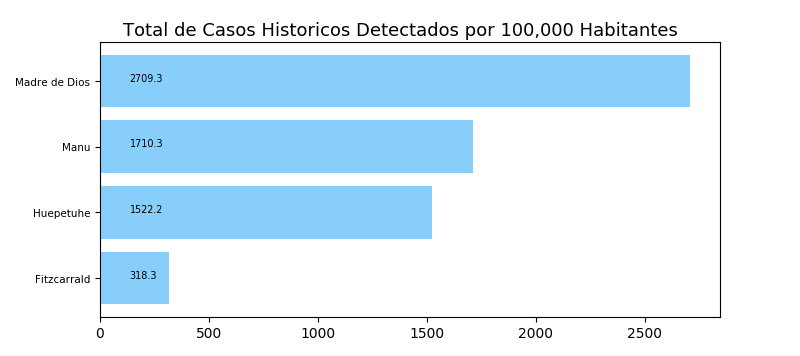 Total de Casos Historicos Detectados por 100,000 Habitantes
Madre de Dios 2709.3
Manu 1710.3
Huepetuhe 1522.2
Fitzcarrald 318.3
0 500 1000 1500 2000 2500